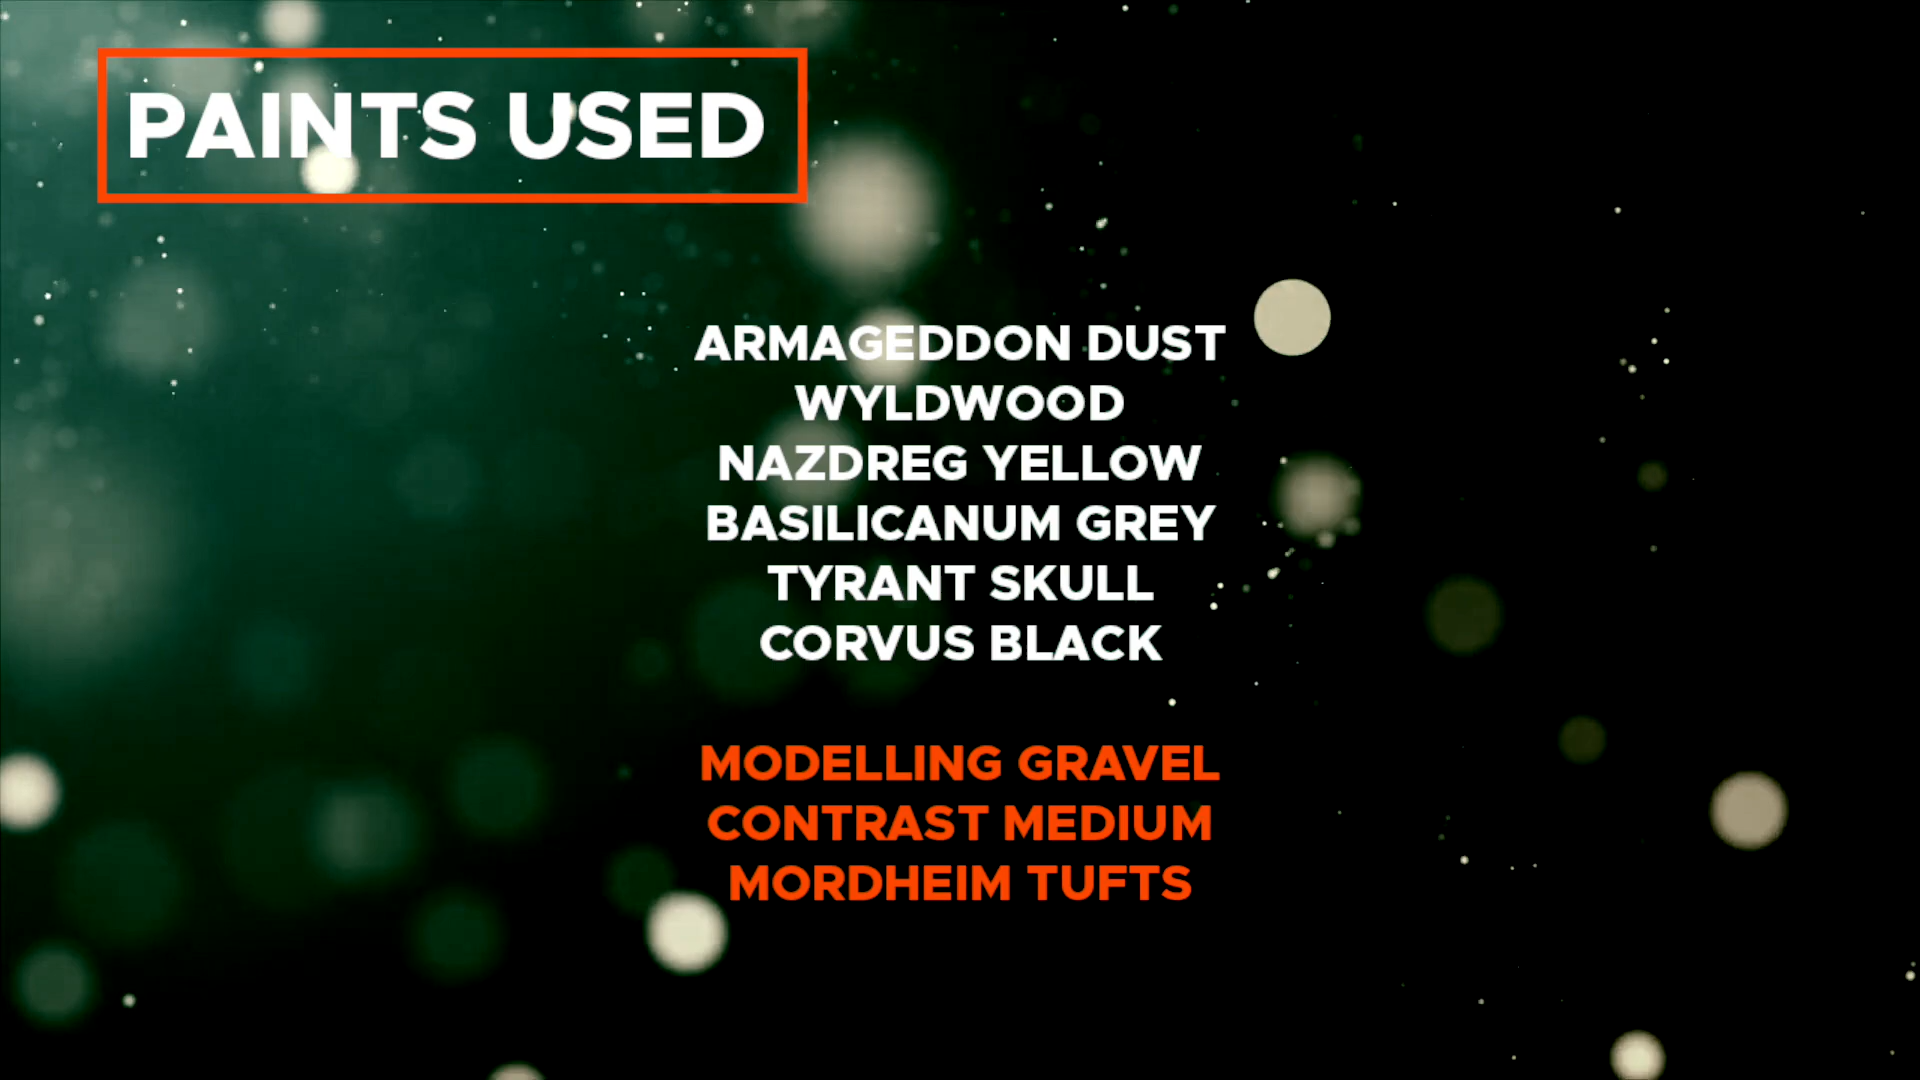 PAINTS USED
ARMAGEDDON DUST
WYLDWOOD
NAZDREG YELLOW
BASILICANUM GREY
TYRANT SKULL
CORVUS BLACK
MODELLING GRAVEL
CONTRAST MEDIUM
MORDHEIM TUFTS